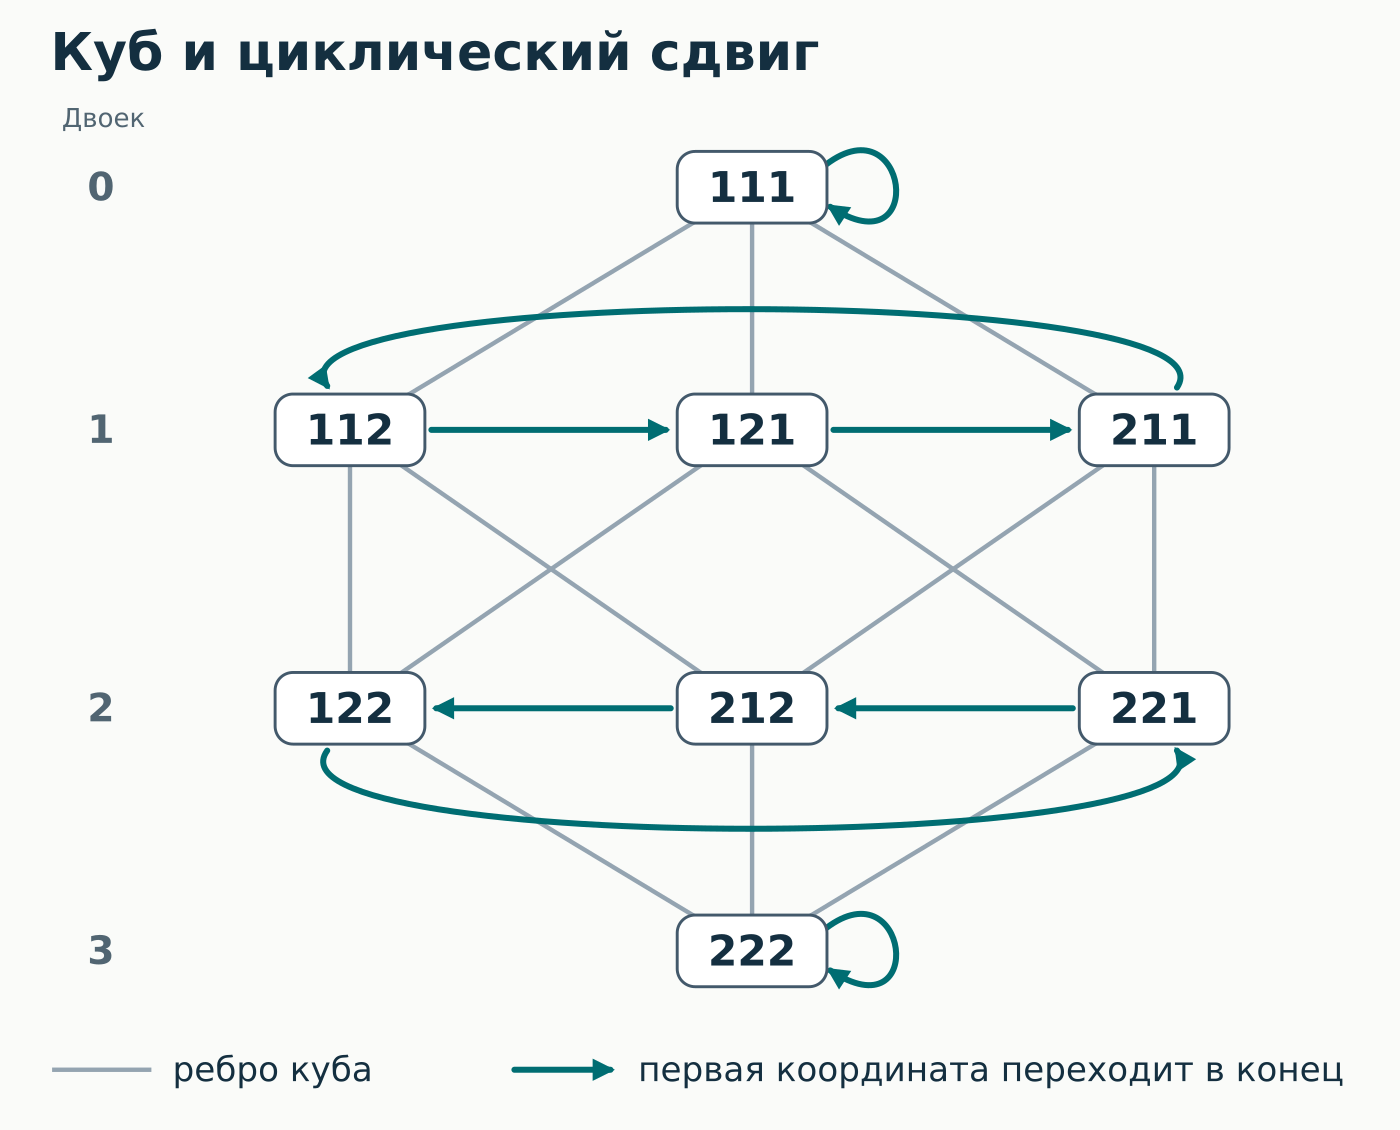 Куб и циклический сдвиг
Двоек
0
111
1
112 121 211
2
122 212 221
3
222
ребро куба
первая координата переходит в конец